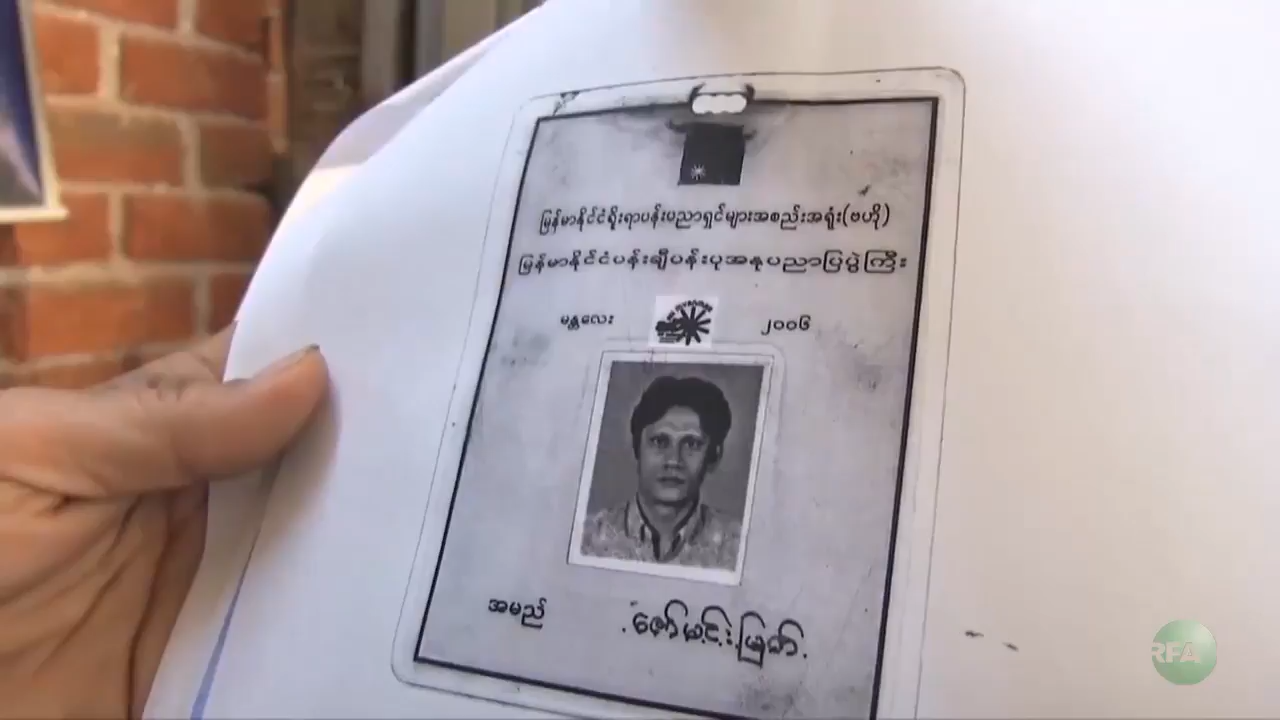 မြန်မာနိုင်ငံရိုးရာပန်းပညာရှင်များအစည်းအရုံး(ဗဟို)
မြန်မာနိုင်ငံပန်းချီပန်းပုအနုပညာပြပွဲကြီး
မန္တလေး ၂၀၀၆
အမည် ဇော်မင်းမြတ်
RFA